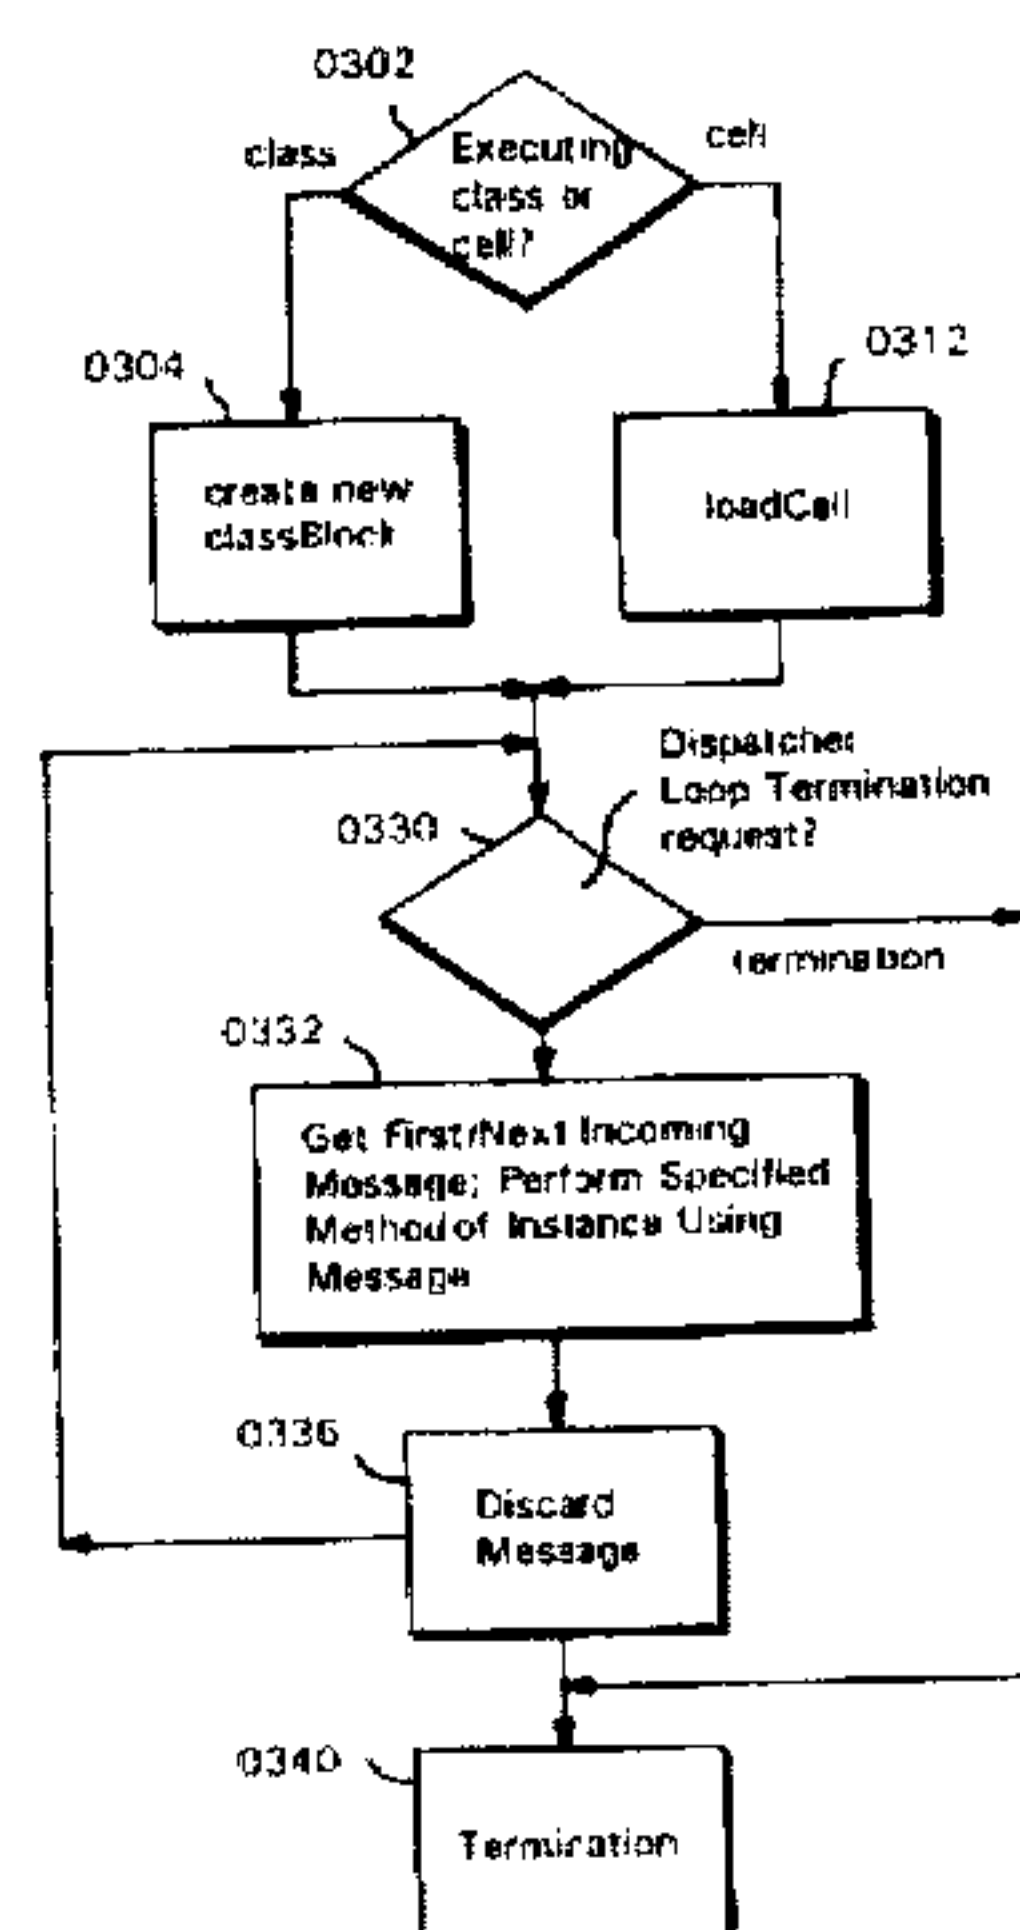 0302
class
Executing
class or
cell?
cell
0304
0312
create new
classBlock
loadCell
Dispatcher
Loop Termination
request?
0330
termination
0332
Get First/Next Incoming
Message; Perform Specified
Method of Instance Using
Message
0336
Discard
Message
0340
Termination